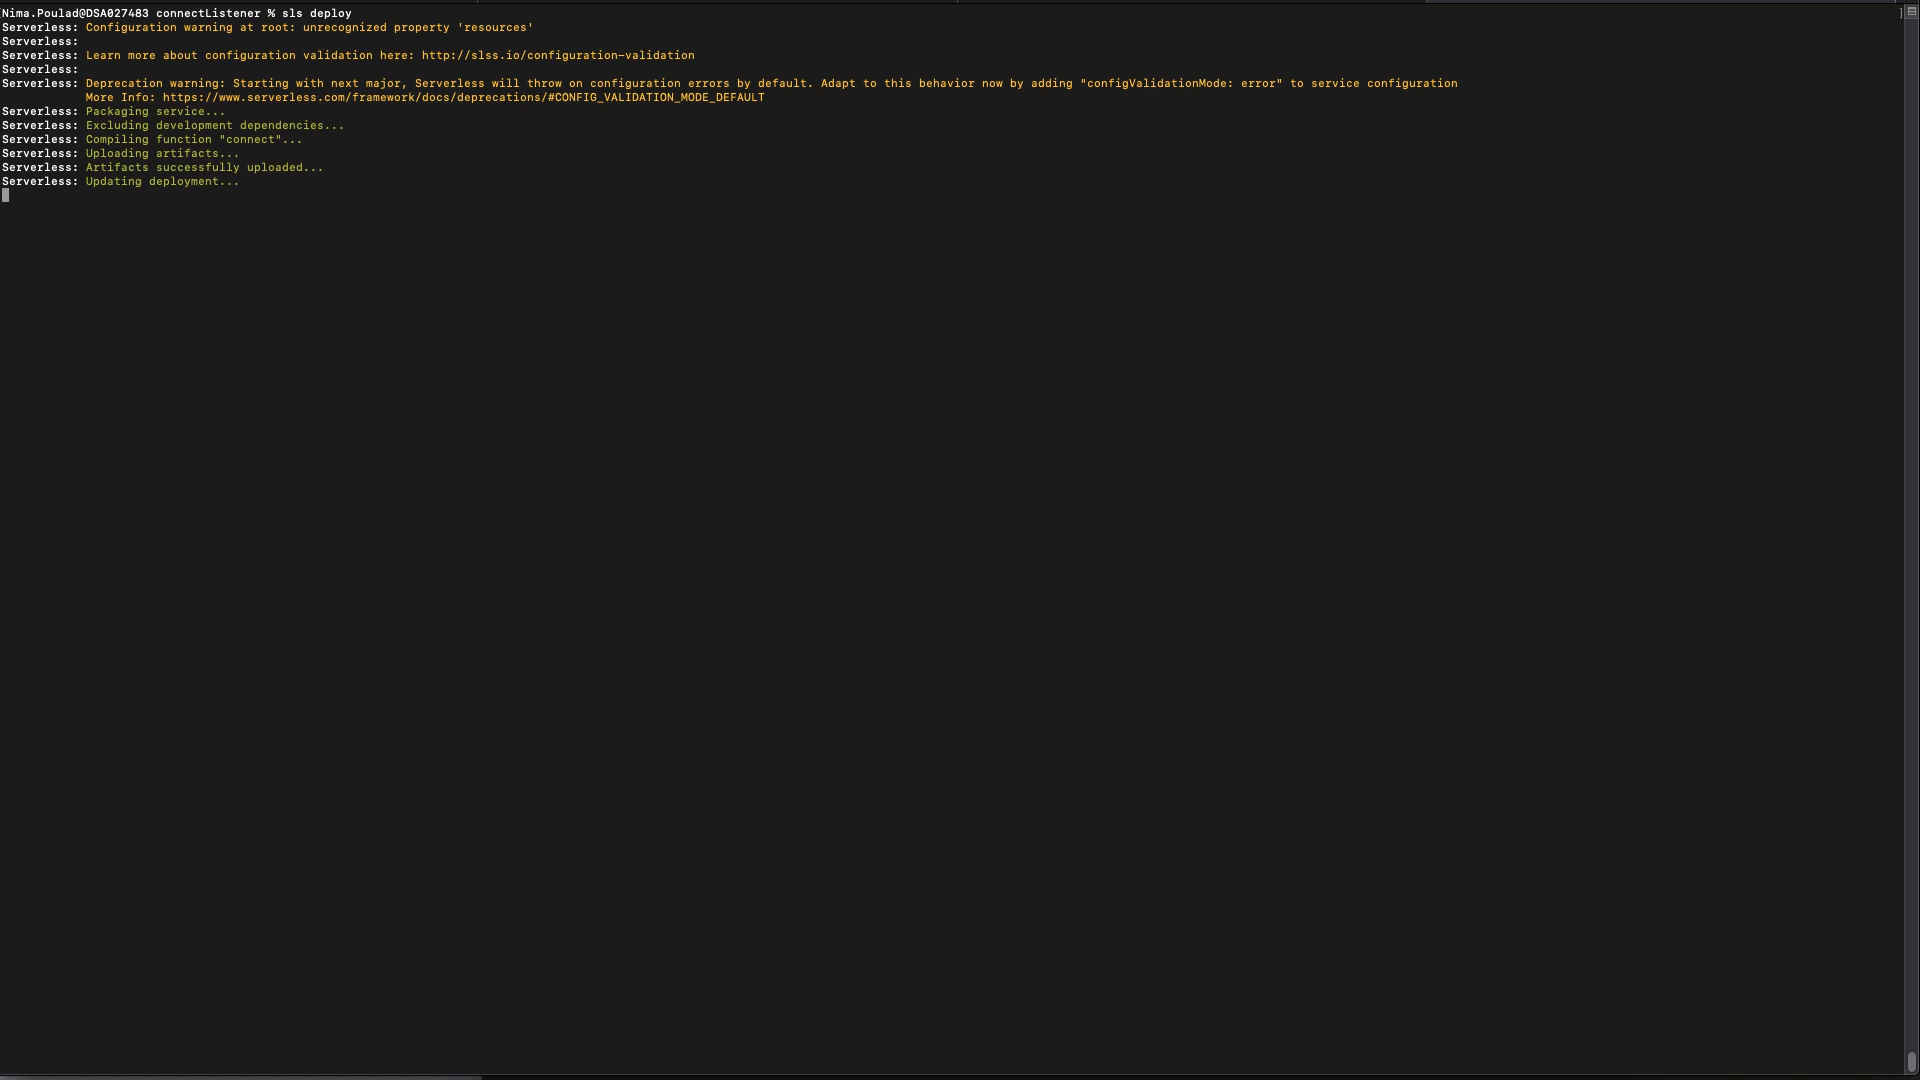 [Nima.Poulad@DSA027483 connectListener % sls deploy ]
Serverless: Configuration warning at root: unrecognized property 'resources'
Serverless:
Serverless: Learn more about configuration validation here: http://slss.io/configuration-validation
Serverless:
Serverless: Deprecation warning: Starting with next major, Serverless will throw on configuration errors by default. Adapt to this behavior now by adding "configValidationMode: error" to service configuration
More Info: https://www.serverless.com/framework/docs/deprecations/#CONFIG_VALIDATION_MODE_DEFAULT
Serverless: Packaging service...
Serverless: Excluding development dependencies...
Serverless: Compiling function "connect"...
Serverless: Uploading artifacts...
Serverless: Artifacts successfully uploaded...
Serverless: Updating deployment...